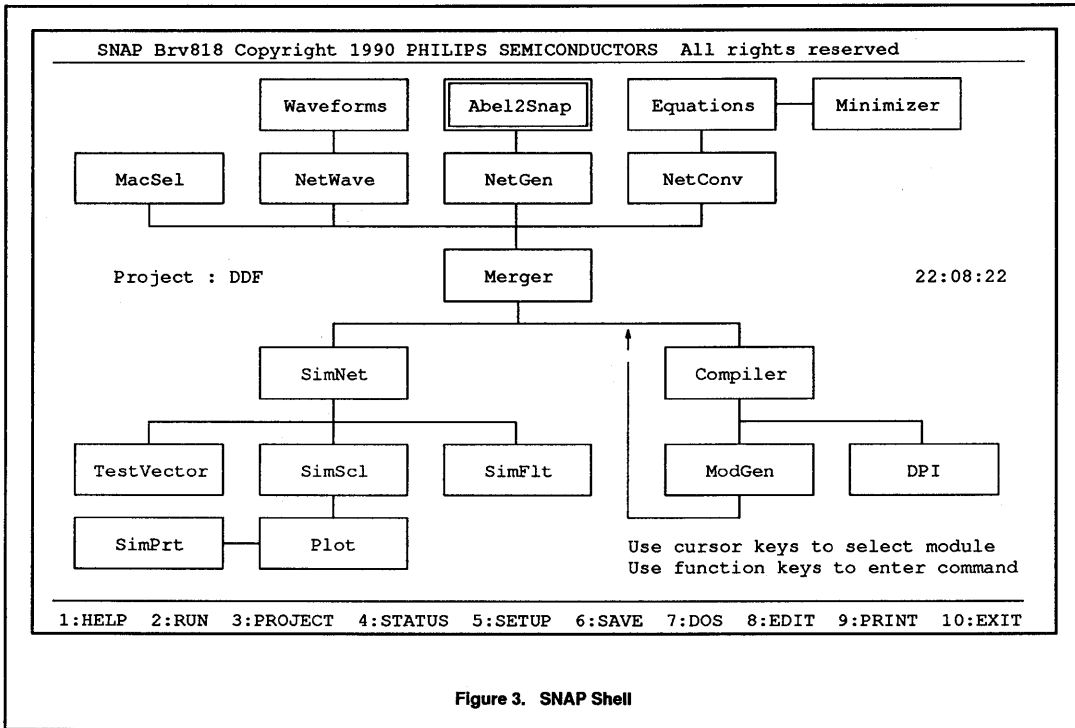 SNAP Brv818 Copyright 1990 PHILIPS SEMICONDUCTORS All rights reserved
Waveforms
Abel2Snap
Equations
Minimizer
MacSel
NetWave
NetGen
NetConv
Project : DDF
Merger
22:08:22
SimNet
Compiler
TestVector
SimScl
SimFlt
ModGen
DPI
SimPrt
Plot
Use cursor keys to select module
Use function keys to enter command
1:HELP 2:RUN 3:PROJECT 4:STATUS 5:SETUP 6:SAVE 7:DOS 8:EDIT 9:PRINT 10:EXIT
Figure 3. SNAP Shell